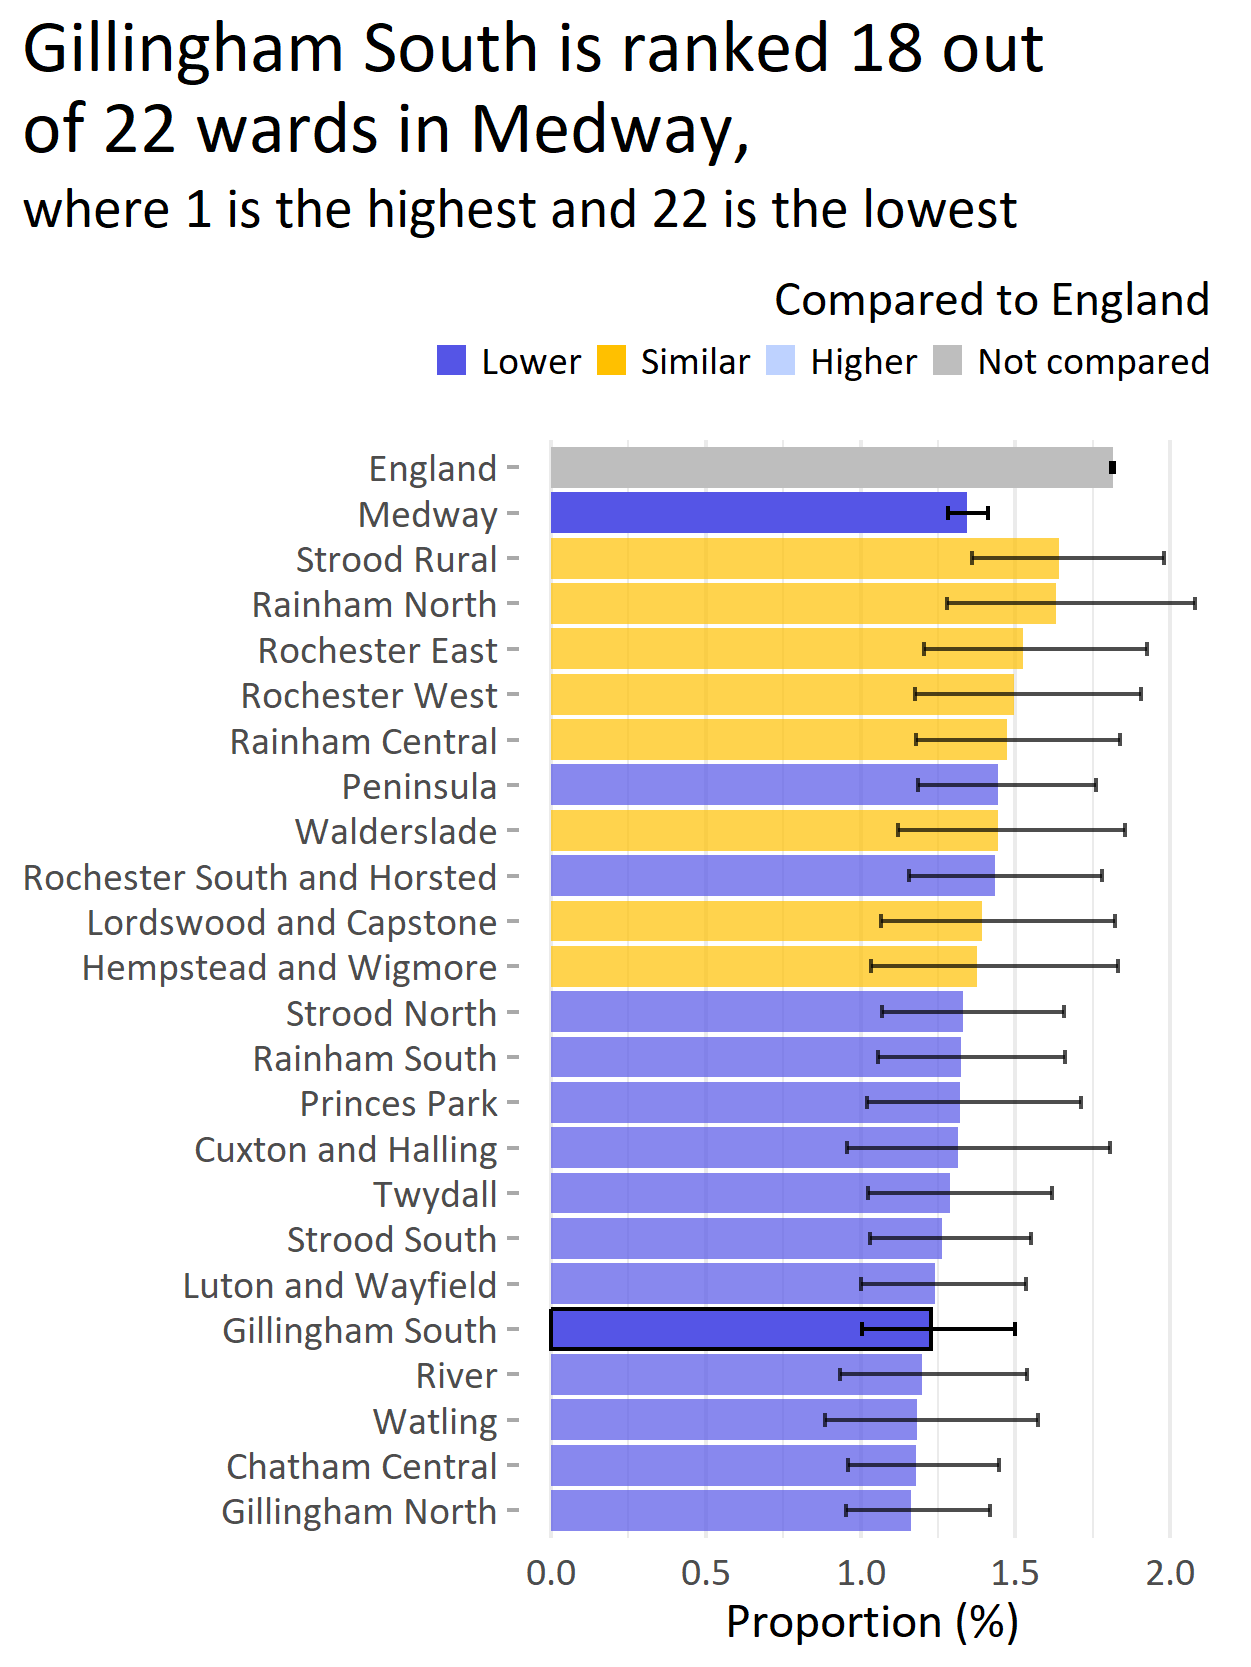 Gillingham South is ranked 18 out
of 22 wards in Medway,
where 1 is the highest and 22 is the lowest
Compared to England
Lower Similar Higher Not compared
England
Medway
Strood Rural
Rainham North
Rochester East
Rochester West
Rainham Central
Peninsula
Walderslade
Rochester South and Horsted
Lordswood and Capstone
Hempstead and Wigmore
Strood North
Rainham South
Princes Park
Cuxton and Halling
Twydall
Strood South
Luton and Wayfield
Gillingham South
River
Watling
Chatham Central
Gillingham North
0.0 0.5 1.0 1.5 2.0
Proportion (%)